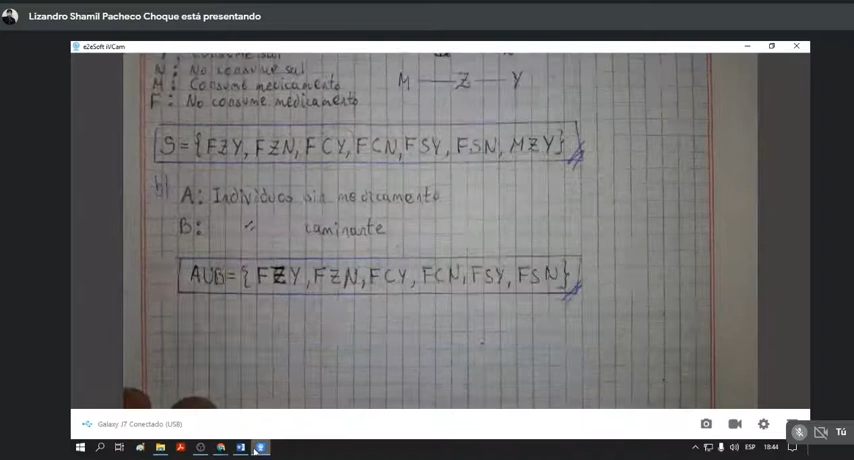 Lizandro Shamil Pacheco Choque está presentando
e2eSoft iVCam
N: No consume sal
M: Consume medicamento
F: No consume medicamento
M — Z — Y
S={FZY, FZN, FCY, FCN, FSY, FSN, MZY}
b)
A: Individuos sin medicamento
B: " caminante
AUB={FZY, FZN, FCY, FCN, FSY, FSN}
Galaxy J7 Conectado (USB)
Tú
ESP
18:44